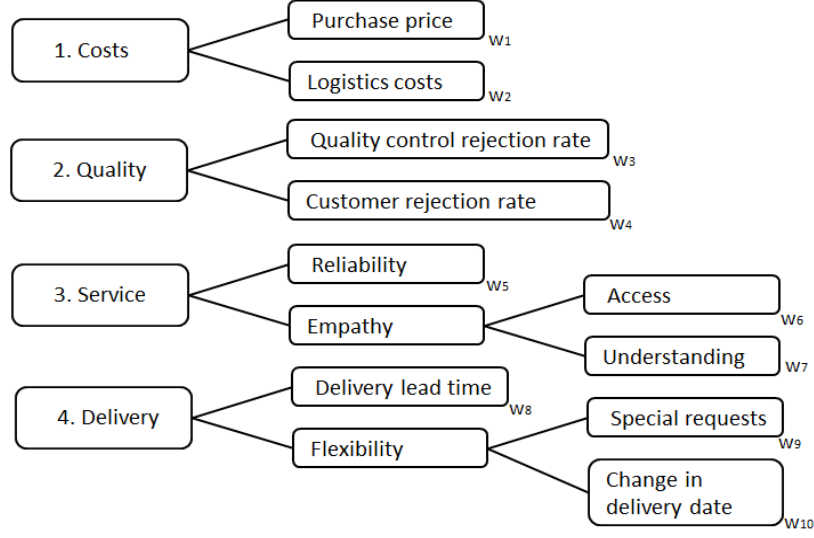 1. Costs
Purchase price
W1
Logistics costs
W2
2. Quality
Quality control rejection rate
W3
Customer rejection rate
W4
3. Service
Reliability
W5
Empathy
Access
W6
Understanding
W7
4. Delivery
Delivery lead time
W8
Flexibility
Special requests
W9
Change in
delivery date
W10